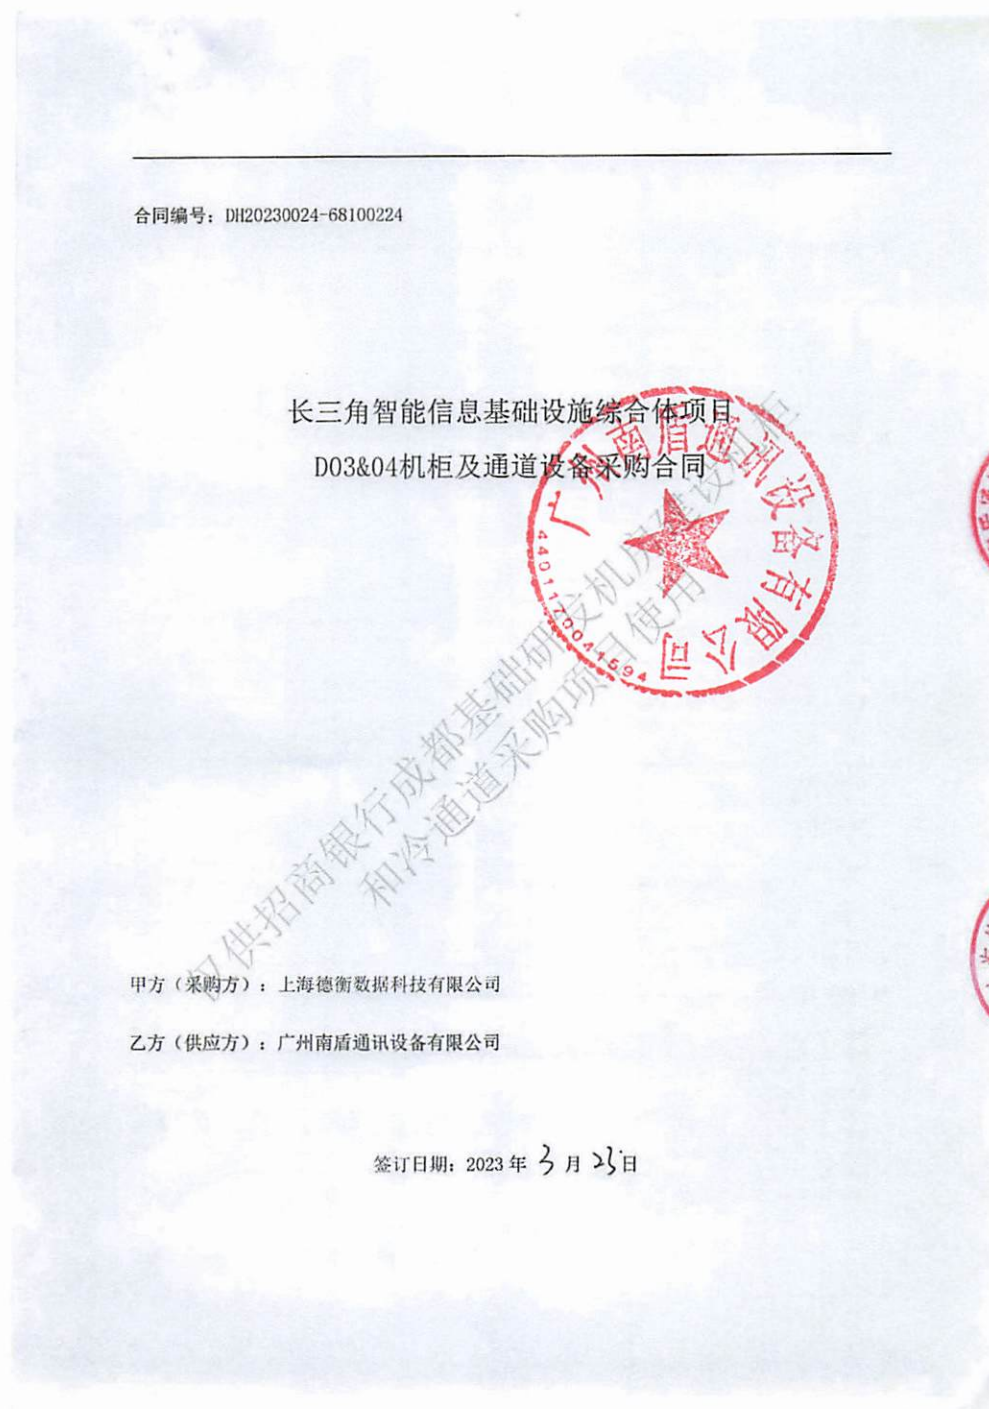 合同编号：DH20230024-68100224
长三角智能信息基础设施综合体项目
D03&04机柜及通道设备采购合同
广州南盾通讯设备有限公司
4401170041594
仅供招商银行成都基础研发机房建设机柜
和冷通道采购项目使用
甲方（采购方）：上海德衡数据科技有限公司
乙方（供应方）：广州南盾通讯设备有限公司
签订日期：2023年3月23日